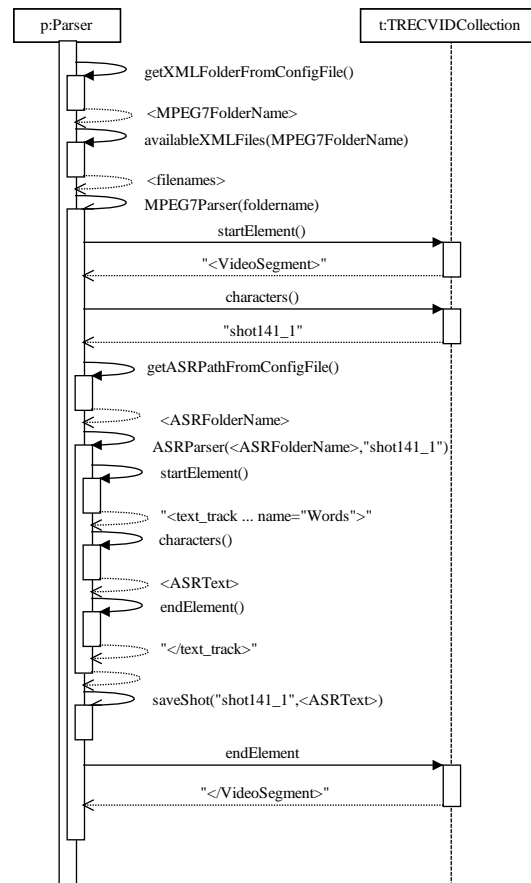 p:Parser
t:TRECVIDCollection
getXMLFolderFromConfigFile()
<MPEG7FolderName>
availableXMLFiles(MPEG7FolderName)
<filenames>
MPEG7Parser(foldername)
startElement()
"<VideoSegment>"
characters()
"shot141_1"
getASRPathFromConfigFile()
<ASRFolderName>
ASRParser(<ASRFolderName>,"shot141_1")
startElement()
"<text_track ... name="Words">"
characters()
<ASRText>
endElement()
"</text_track>"
saveShot("shot141_1",<ASRText>)
endElement
"</VideoSegment>"